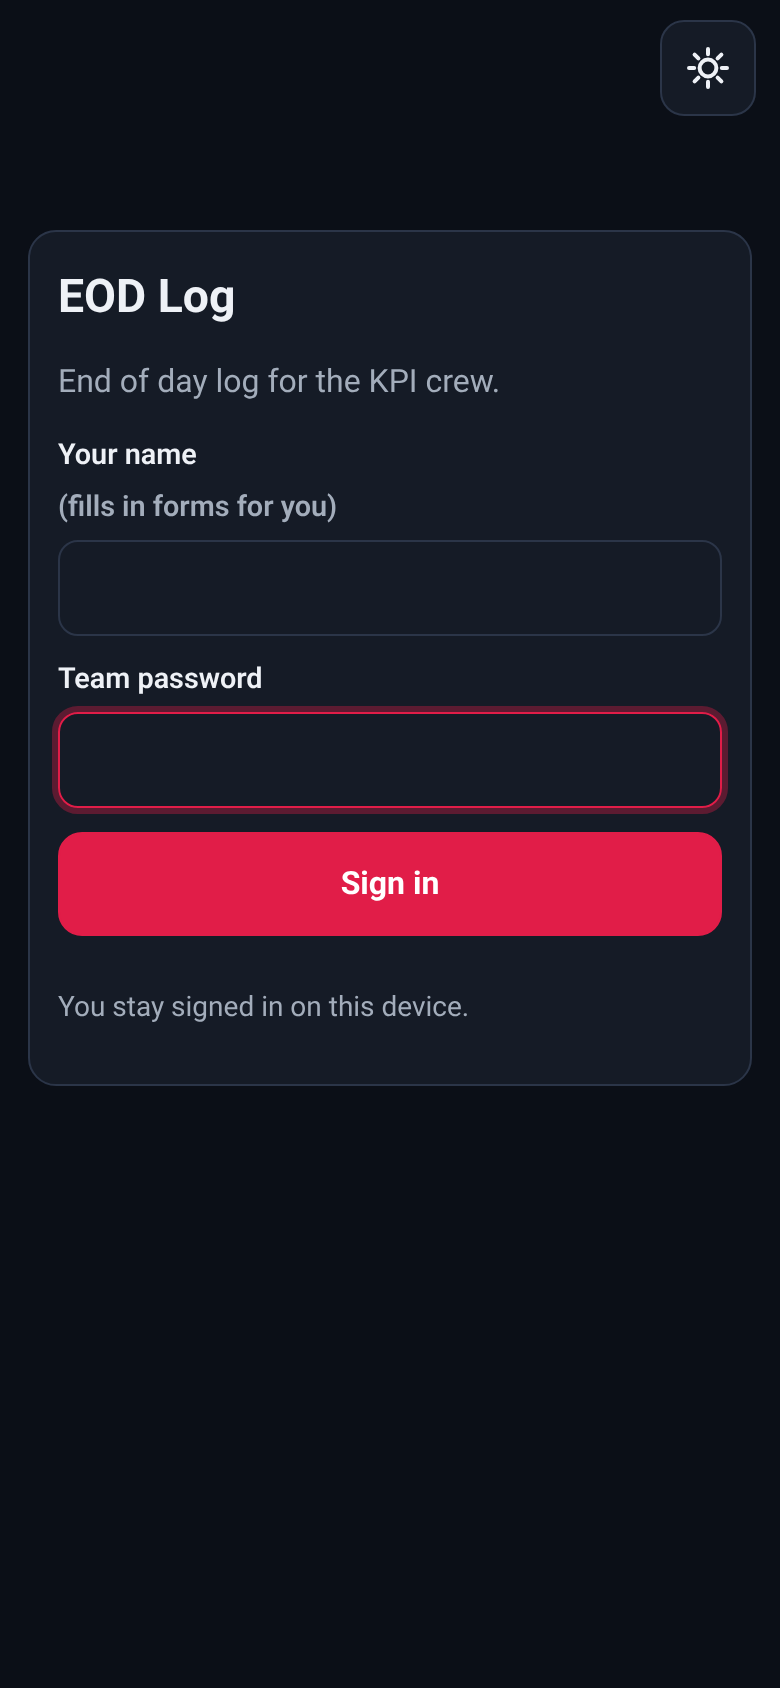 EOD Log
End of day log for the KPI crew.
Your name
(fills in forms for you)
Team password
Sign in
You stay signed in on this device.